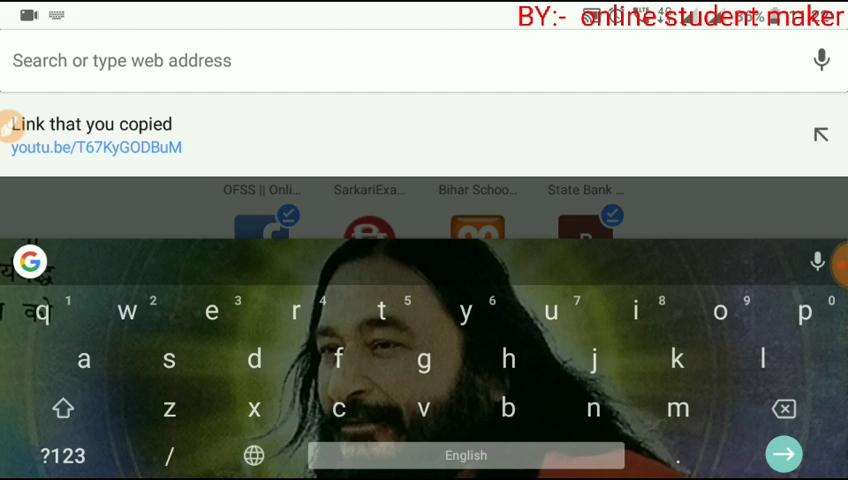 BY:- online student maker
Search or type web address
Link that you copied
youtu.be/T67KyGODBuM
OFSS || Onli... SarkariExa... Bihar Schoo... State Bank ...
G
q 1 w 2 e 3 r 4 t 5 y 6 u 7 i 8 o 9 p 0
a s d f g h j k l
z x c v b n m
?123 / English .